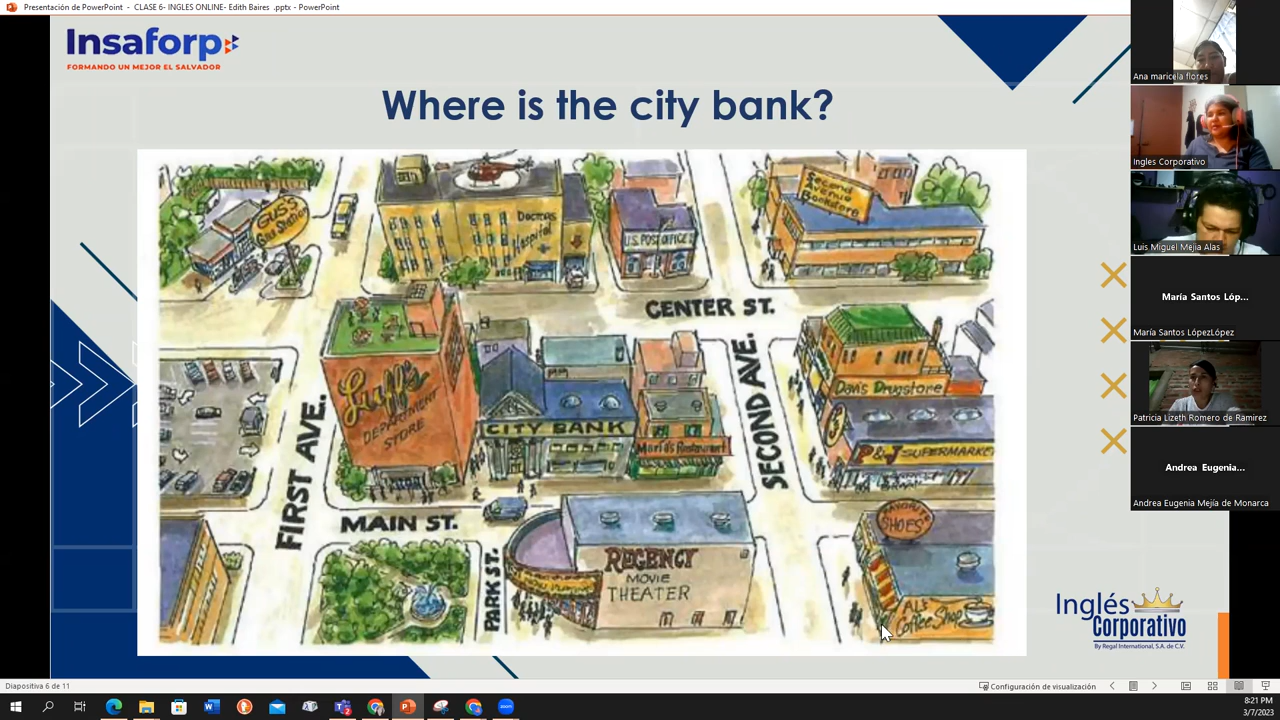 Presentación de PowerPoint - CLASE 6- INGLES ONLINE- Edith Baires .pptx - PowerPoint
Insaforp
FORMANDO UN MEJOR EL SALVADOR
Where is the city bank?
GUS'S
Gas Station
Doctors
Hospital
U.S. POST OFFICE
Second
Avenue
Bookstore
CENTER ST.
Luff's
DEPARTMENT
STORE
CITY BANK
Maria's Restaurant
Dan's Drugstore
P&J SUPERMARKET
FIRST AVE.
SECOND AVE.
MAIN ST.
PARK ST.
REGENCY
MOVIE
THEATER
SHOES
AL'S
Coffee Shop
Inglés
Corporativo
By Regal International, S.A. de C.V.
Ana maricela flores
Ingles Corporativo
Luis Miguel Mejia Alas
María Santos Lóp...
María Santos LópezLópez
Patricia Lizeth Romero de Ramirez
Andrea Eugenia...
Andrea Eugenia Mejía de Monarca
Diapositiva 6 de 11
Configuración de visualización
8:21 PM
3/7/2023